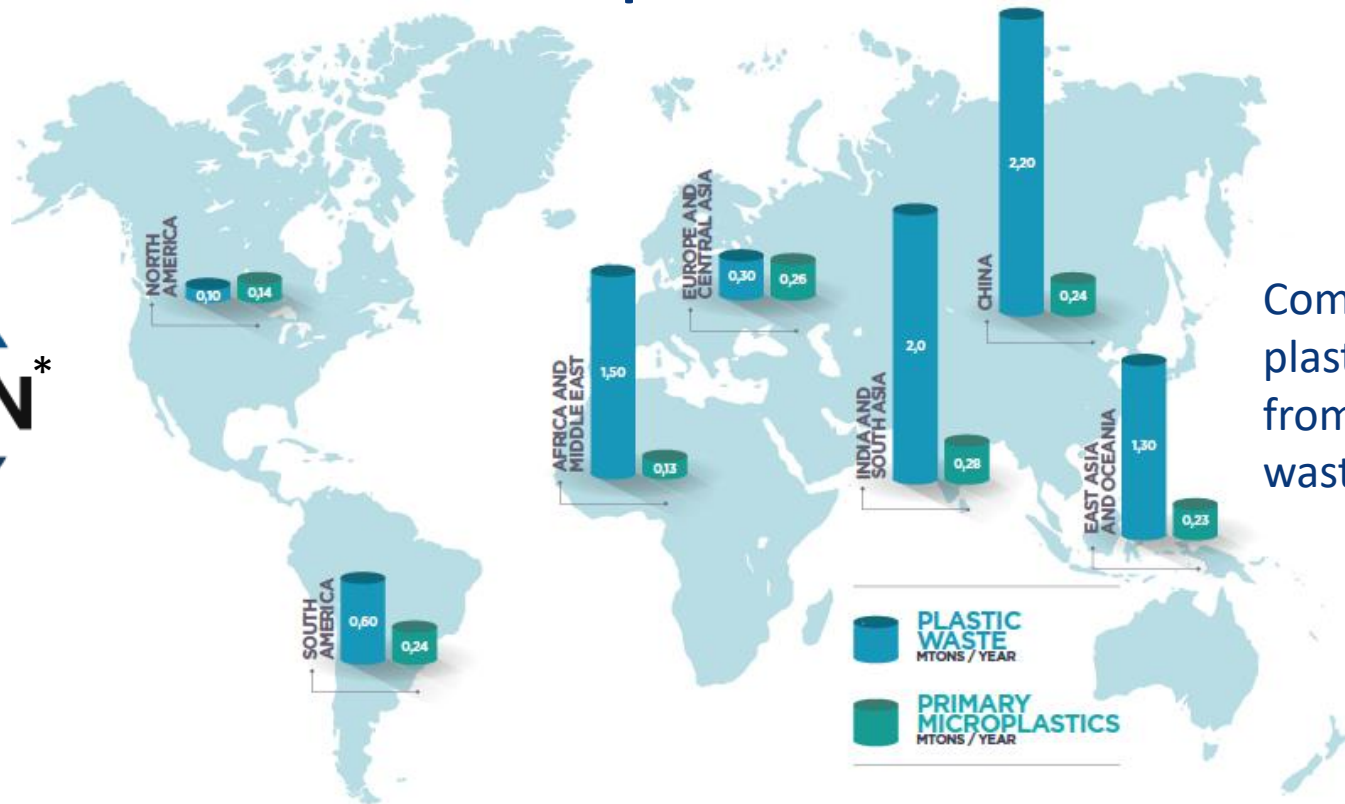 2,20
NORTH
AMERICA
0,10
0,14
EUROPE AND
CENTRAL ASIA
0,30
0,26
CHINA
0,24
N*
AFRICA AND
MIDDLE EAST
1,50
0,13
INDIA AND
SOUTH ASIA
2,0
0,28
EAST ASIA
AND OCEANIA
1,30
0,23
SOUTH
AMERICA
0,60
0,24
PLASTIC
WASTE
MTONS / YEAR
PRIMARY
MICROPLASTICS
MTONS / YEAR
Com
plast
from
wast